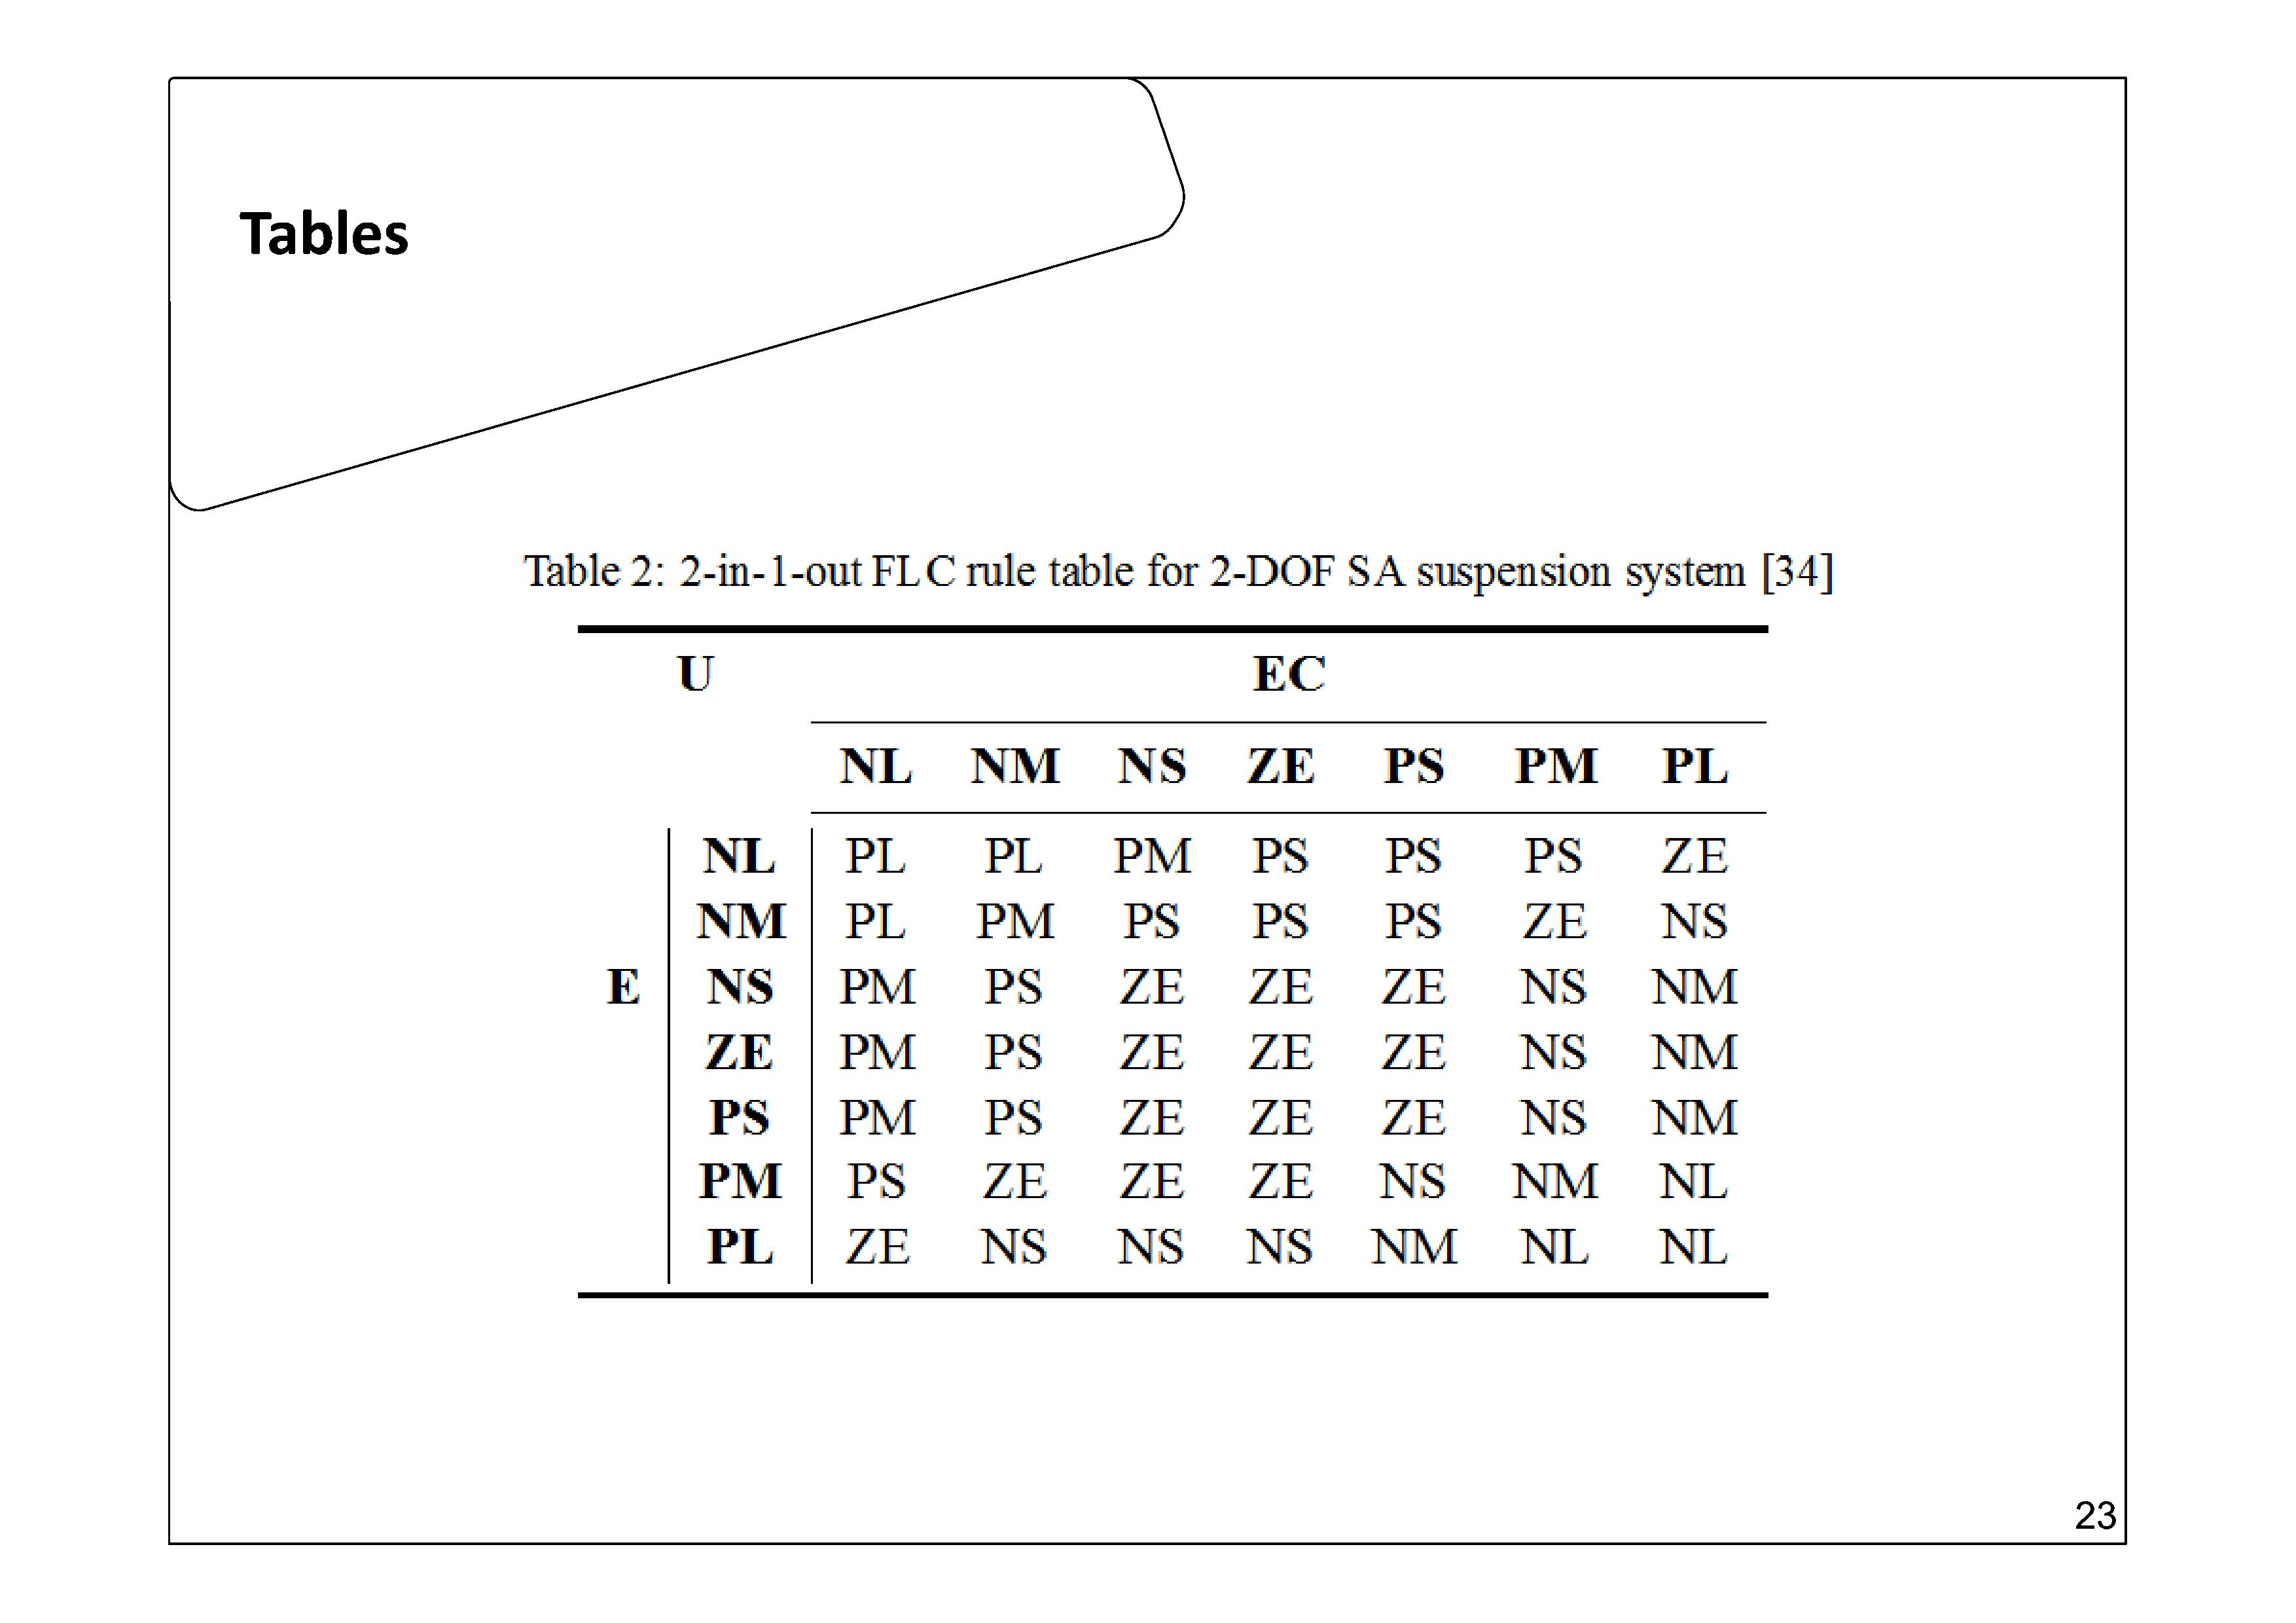 Tables
Table 2: 2-in-1-out FLC rule table for 2-DOF SA suspension system [34]
U EC
NL NM NS ZE PS PM PL
NL PL PL PM PS PS PS ZE
NM PL PM PS PS PS ZE NS
E NS PM PS ZE ZE ZE NS NM
ZE PM PS ZE ZE ZE NS NM
PS PM PS ZE ZE ZE NS NM
PM PS ZE ZE ZE NS NM NL
PL ZE NS NS NS NM NL NL
23